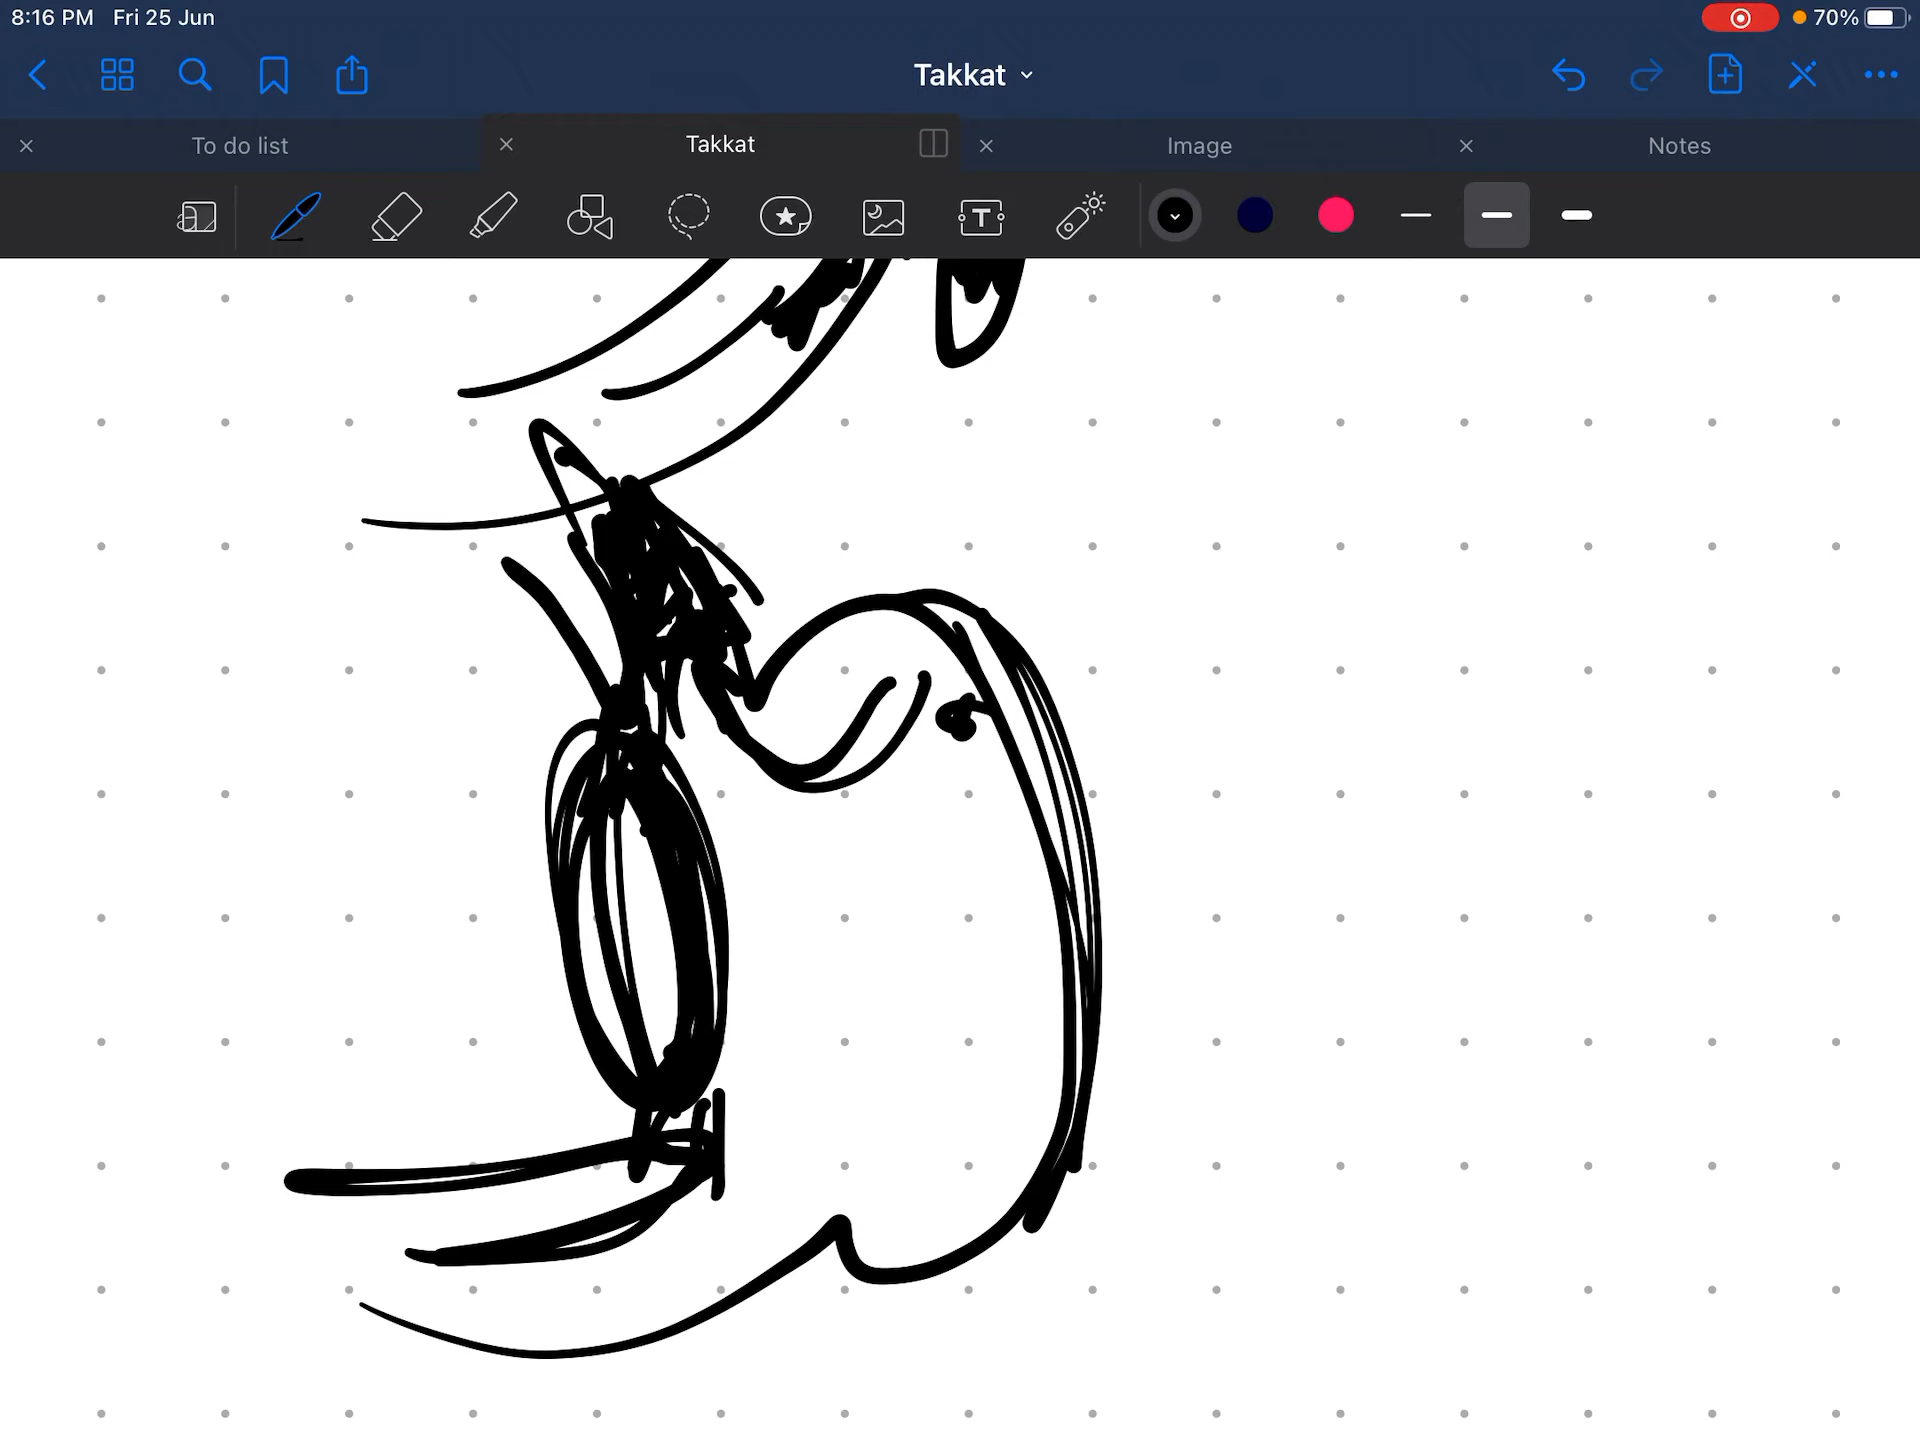 8:16 PM Fri 25 Jun
70%
Takkat
To do list
Takkat
Image
Notes